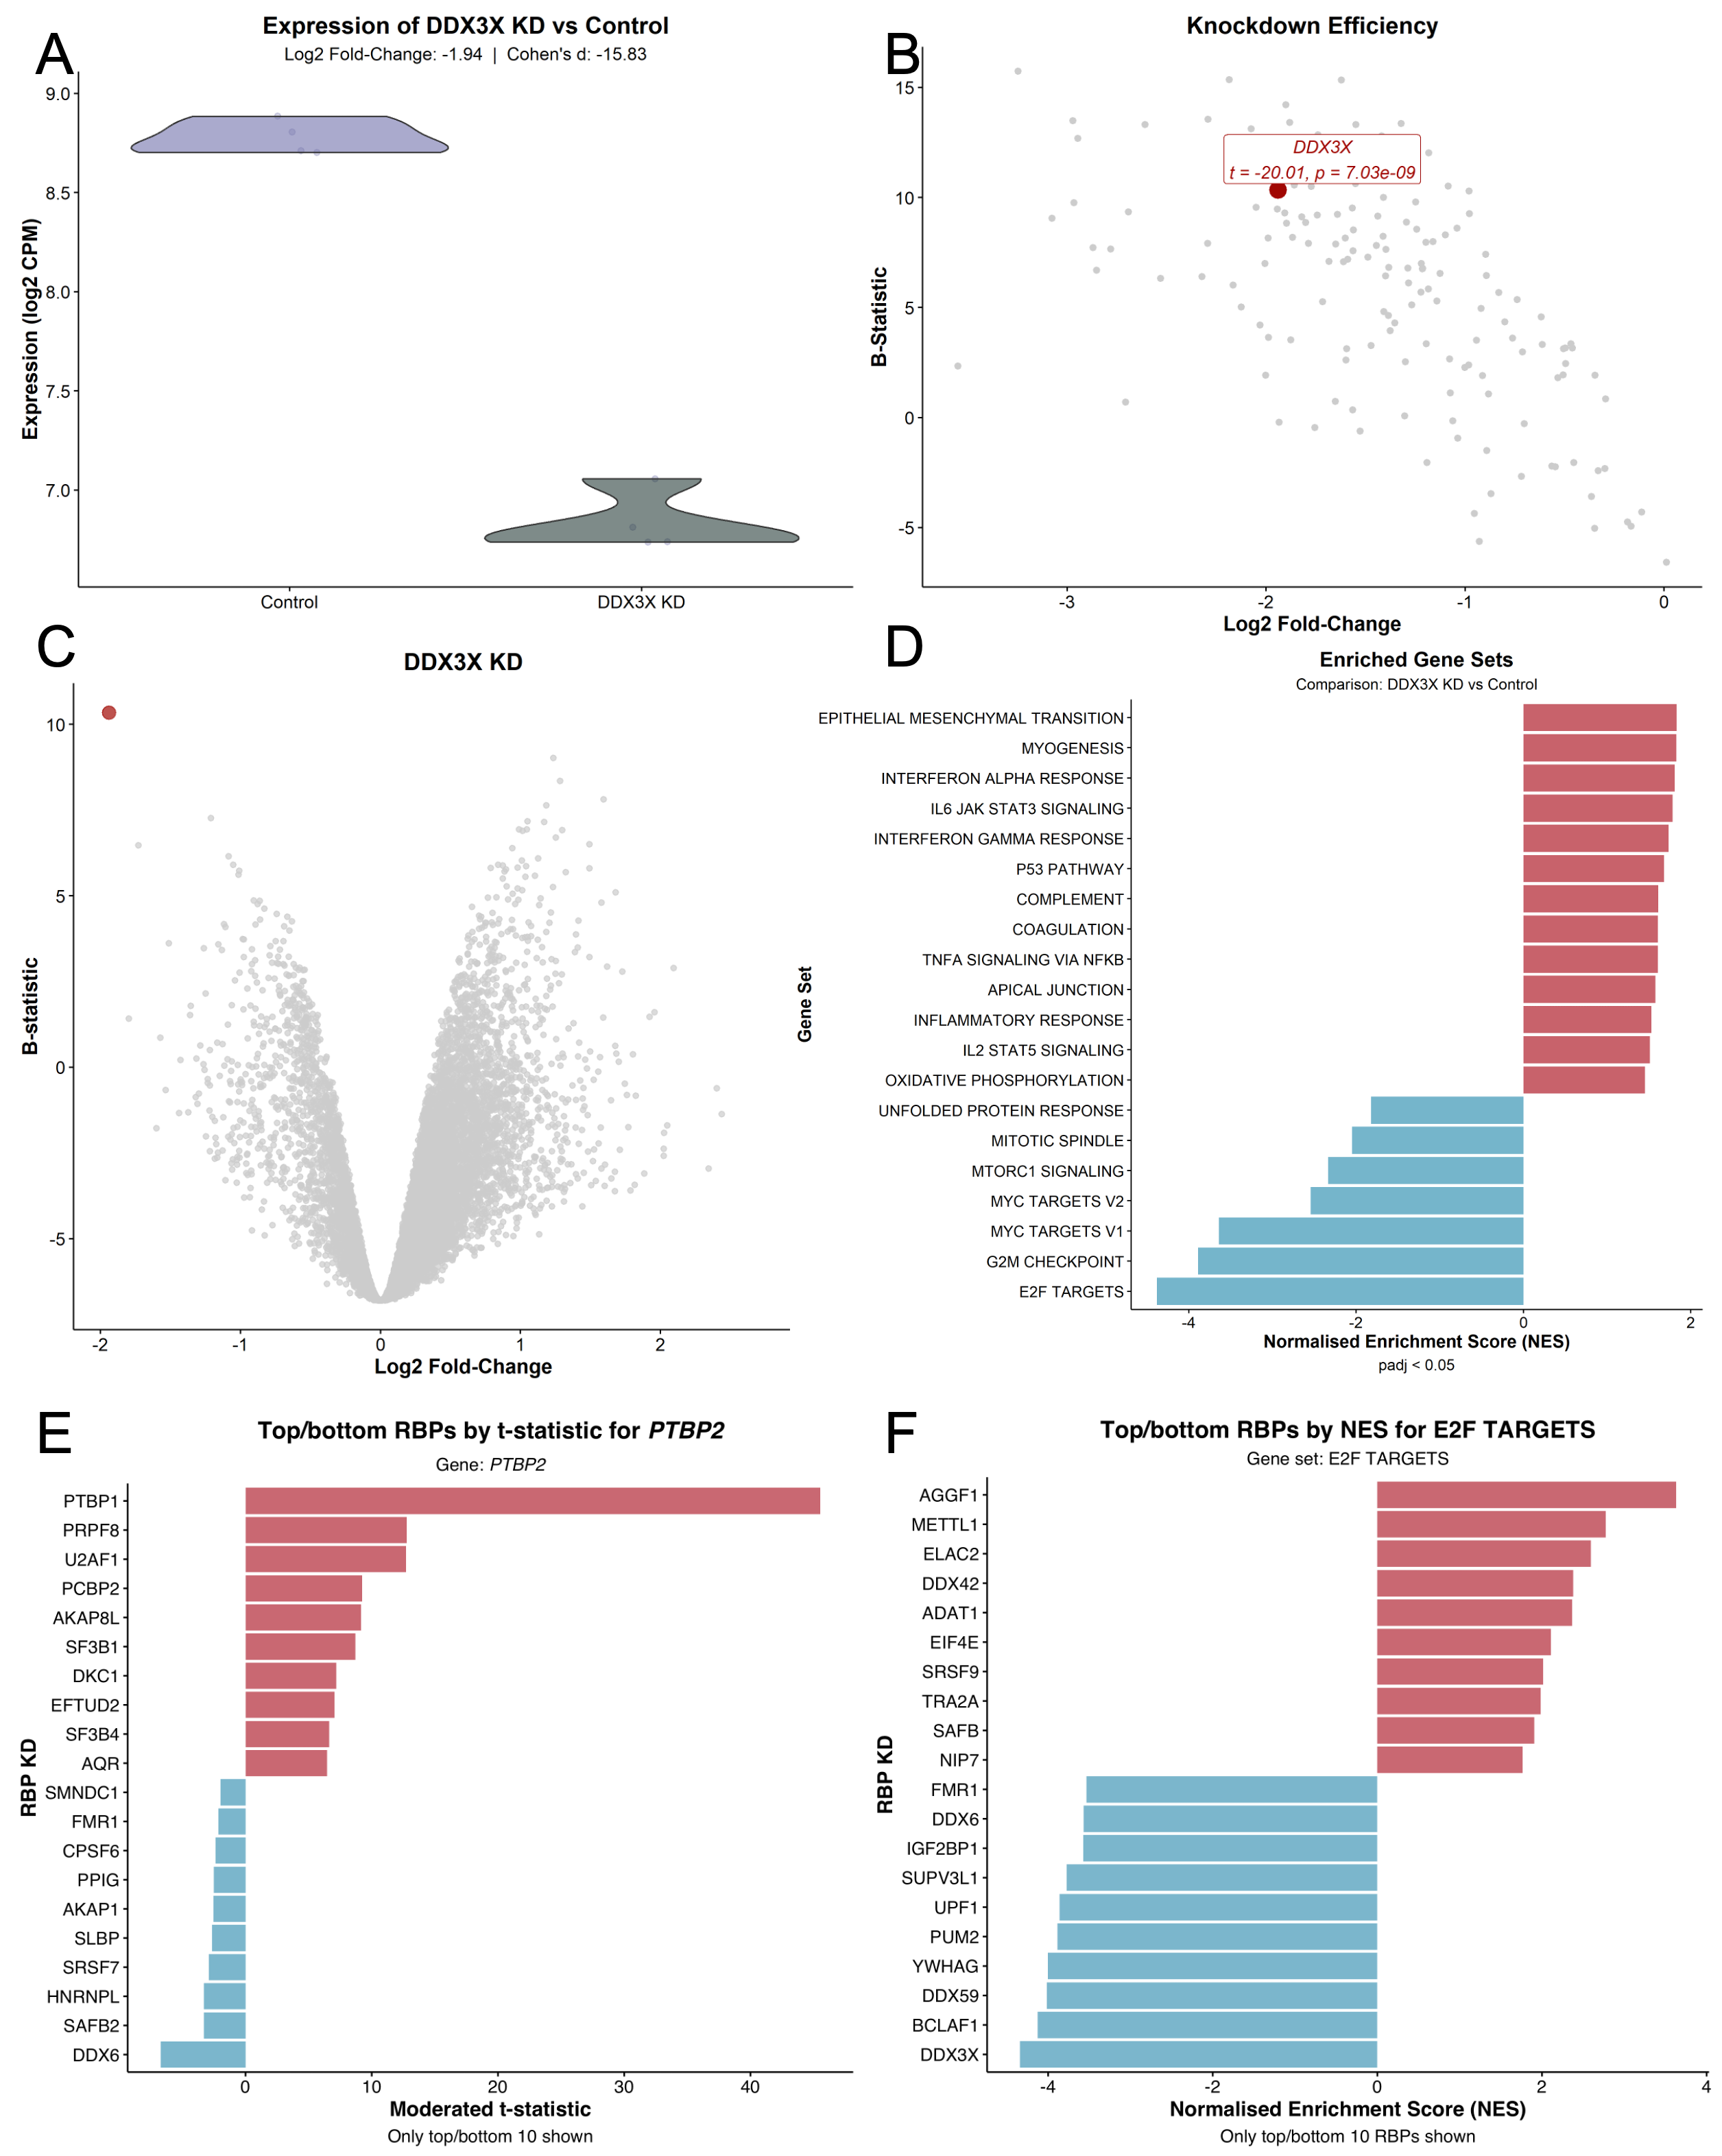 A
Expression of DDX3X KD vs Control
Log2 Fold-Change: -1.94 | Cohen's d: -15.83
Expression (log2 CPM)
9.0
8.5
8.0
7.5
7.0
Control
DDX3X KD
B
Knockdown Efficiency
B-Statistic
15
10
5
0
-5
DDX3X
t = -20.01, p = 7.03e-09
-3
-2
-1
0
Log2 Fold-Change
C
DDX3X KD
B-statistic
10
5
0
-5
-2
-1
0
1
2
Log2 Fold-Change
D
Enriched Gene Sets
Comparison: DDX3X KD vs Control
Gene Set
EPITHELIAL MESENCHYMAL TRANSITION
MYOGENESIS
INTERFERON ALPHA RESPONSE
IL6 JAK STAT3 SIGNALING
INTERFERON GAMMA RESPONSE
P53 PATHWAY
COMPLEMENT
COAGULATION
TNFA SIGNALING VIA NFKB
APICAL JUNCTION
INFLAMMATORY RESPONSE
IL2 STAT5 SIGNALING
OXIDATIVE PHOSPHORYLATION
UNFOLDED PROTEIN RESPONSE
MITOTIC SPINDLE
MTORC1 SIGNALING
MYC TARGETS V2
MYC TARGETS V1
G2M CHECKPOINT
E2F TARGETS
-4
-2
0
2
Normalised Enrichment Score (NES)
padj < 0.05
E
Top/bottom RBPs by t-statistic for PTBP2
Gene: PTBP2
RBP KD
PTBP1
PRPF8
U2AF1
PCBP2
AKAP8L
SF3B1
DKC1
EFTUD2
SF3B4
AQR
SMNDC1
FMR1
CPSF6
PPIG
AKAP1
SLBP
SRSF7
HNRNPL
SAFB2
DDX6
0
10
20
30
40
Moderated t-statistic
Only top/bottom 10 shown
F
Top/bottom RBPs by NES for E2F TARGETS
Gene set: E2F TARGETS
RBP KD
AGGF1
METTL1
ELAC2
DDX42
ADAT1
EIF4E
SRSF9
TRA2A
SAFB
NIP7
FMR1
DDX6
IGF2BP1
SUPV3L1
UPF1
PUM2
YWHAG
DDX59
BCLAF1
DDX3X
-4
-2
0
2
4
Normalised Enrichment Score (NES)
Only top/bottom 10 RBPs shown